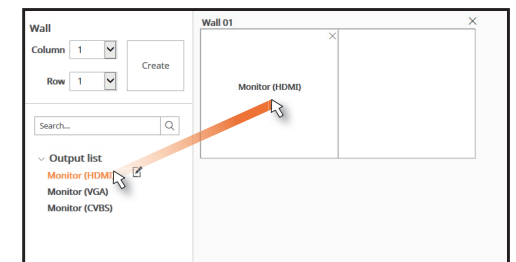 Wall
Column 1
Create
Row 1
Search...
Output list
Monitor (HDMI)
Monitor (VGA)
Monitor (CVBS)
Wall 01
Monitor (HDMI)